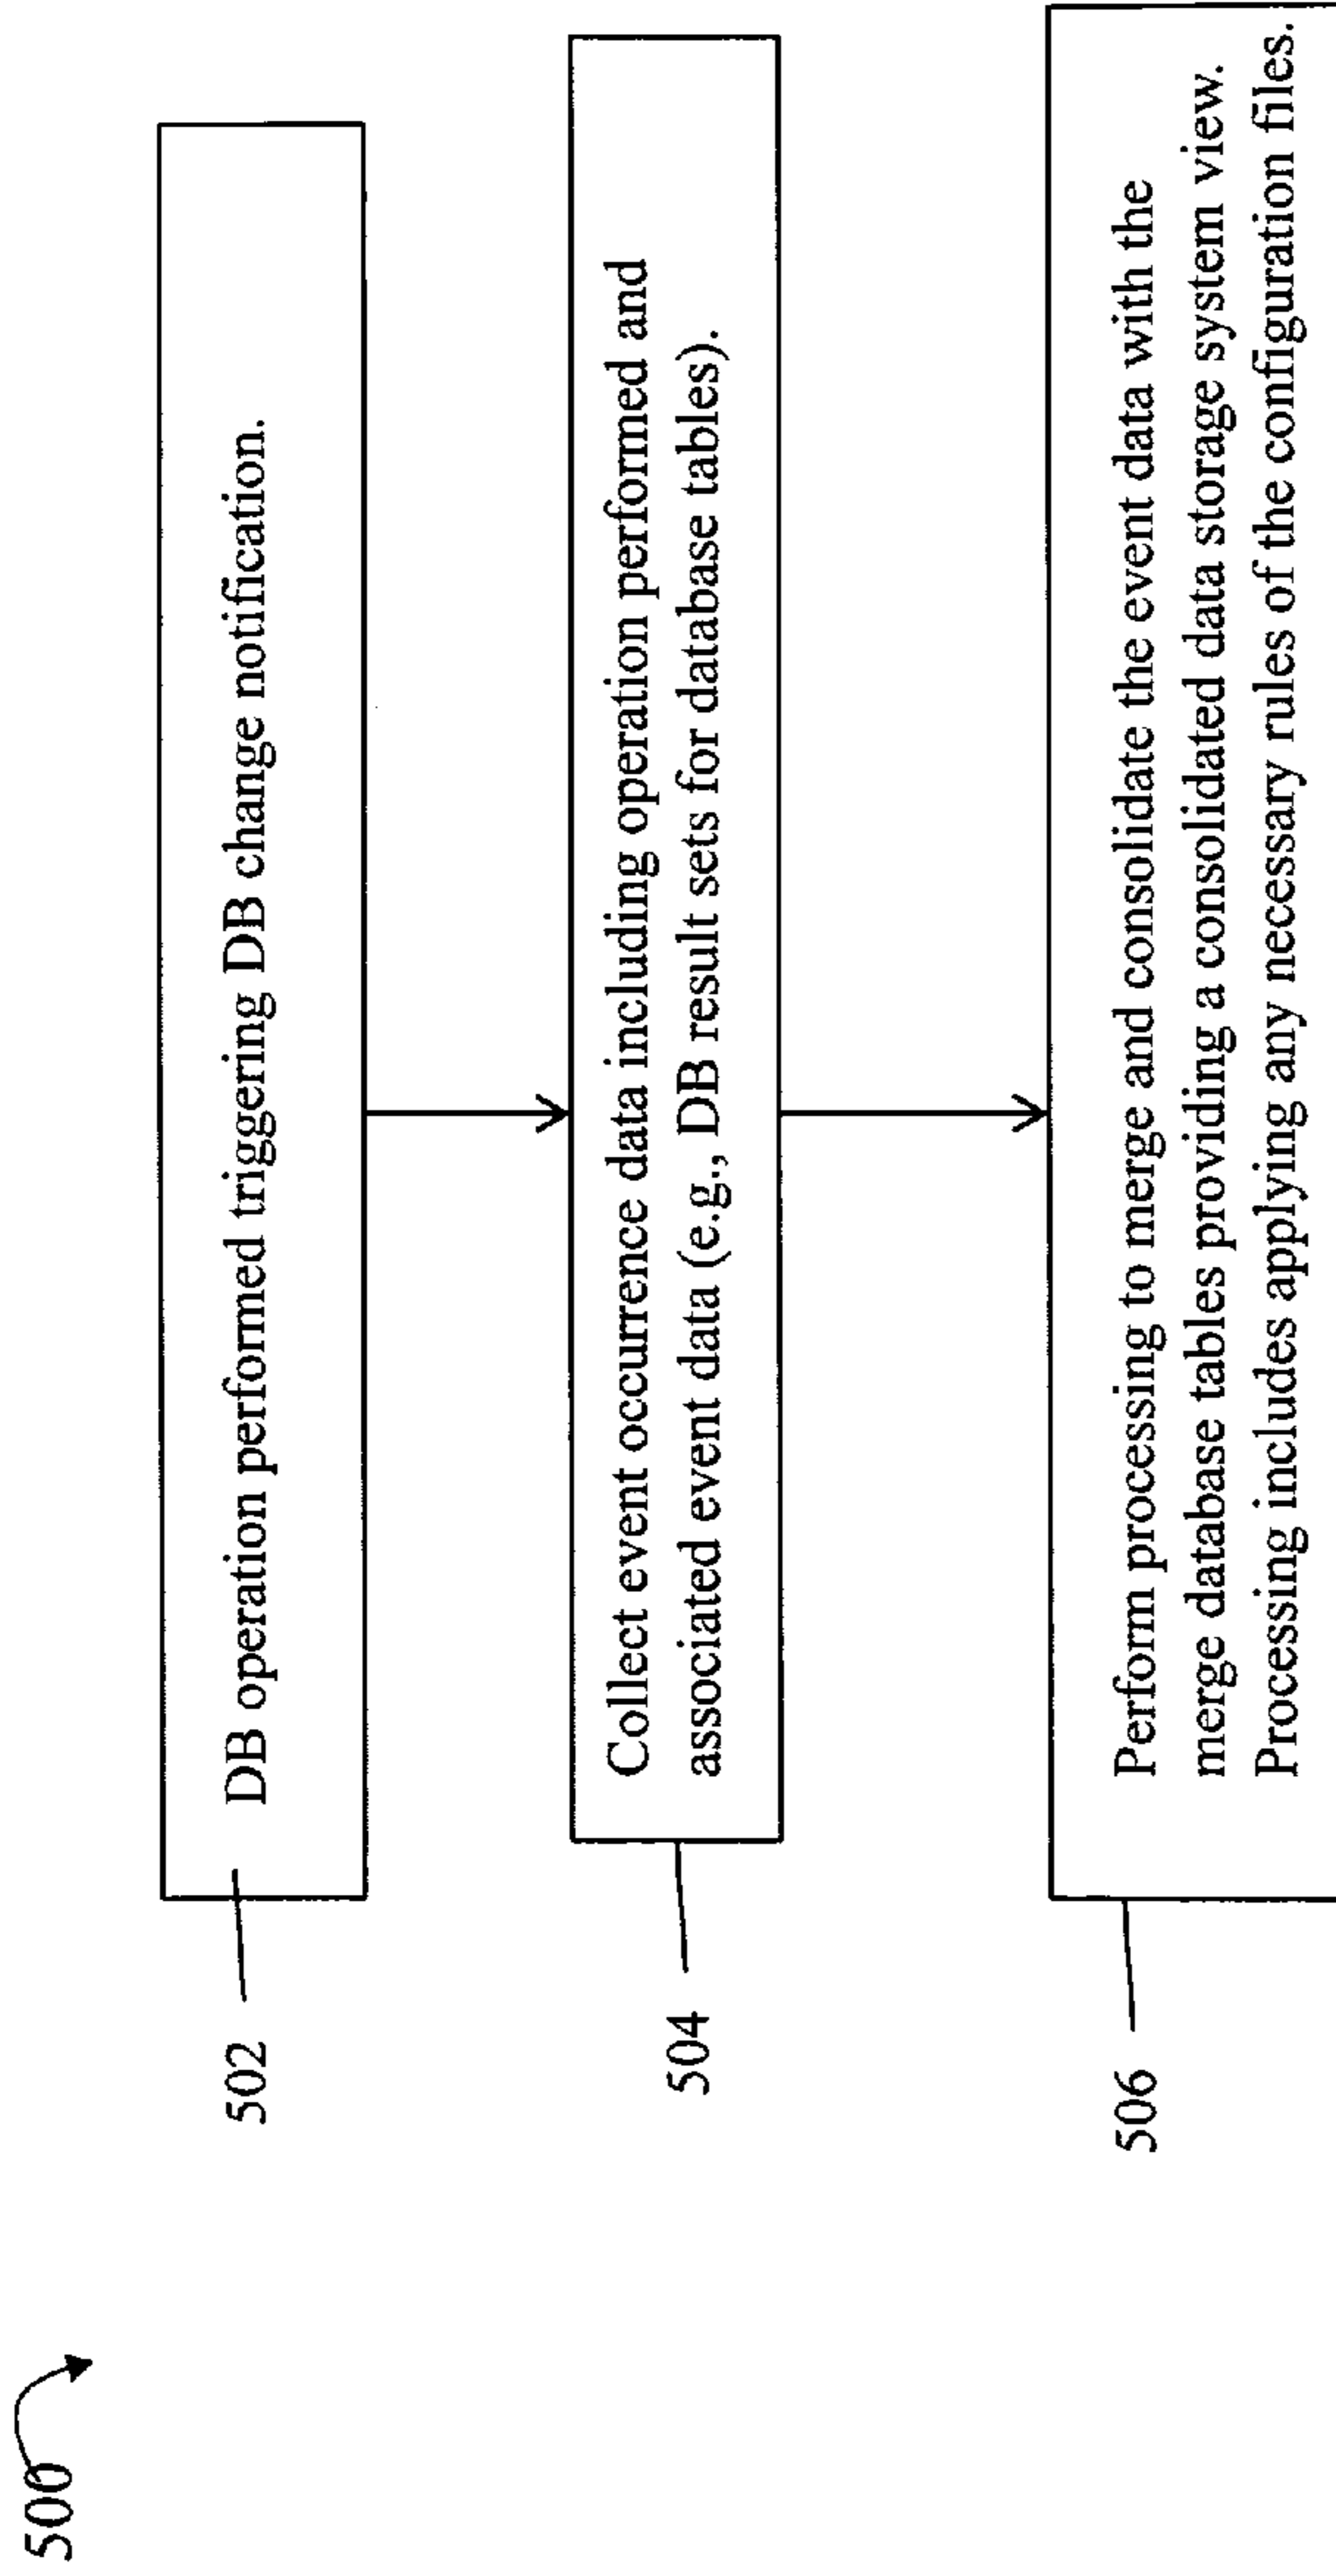 500
502
DB operation performed triggering DB change notification.
504
Collect event occurrence data including operation performed and
associated event data (e.g., DB result sets for database tables).
506
Perform processing to merge and consolidate the event data with the
merge database tables providing a consolidated data storage system view.
Processing includes applying any necessary rules of the configuration files.